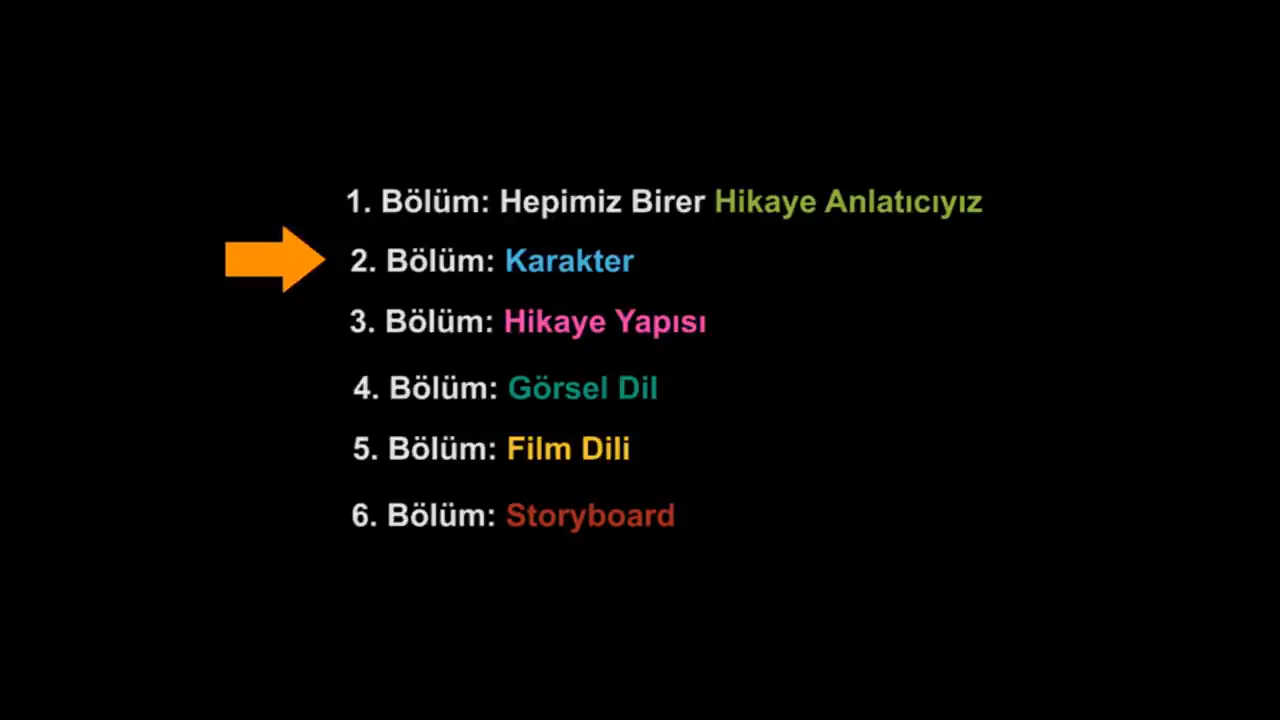 1. Bölüm: Hepimiz Birer Hikaye Anlatıcıyız
2. Bölüm: Karakter
3. Bölüm: Hikaye Yapısı
4. Bölüm: Görsel Dil
5. Bölüm: Film Dili
6. Bölüm: Storyboard